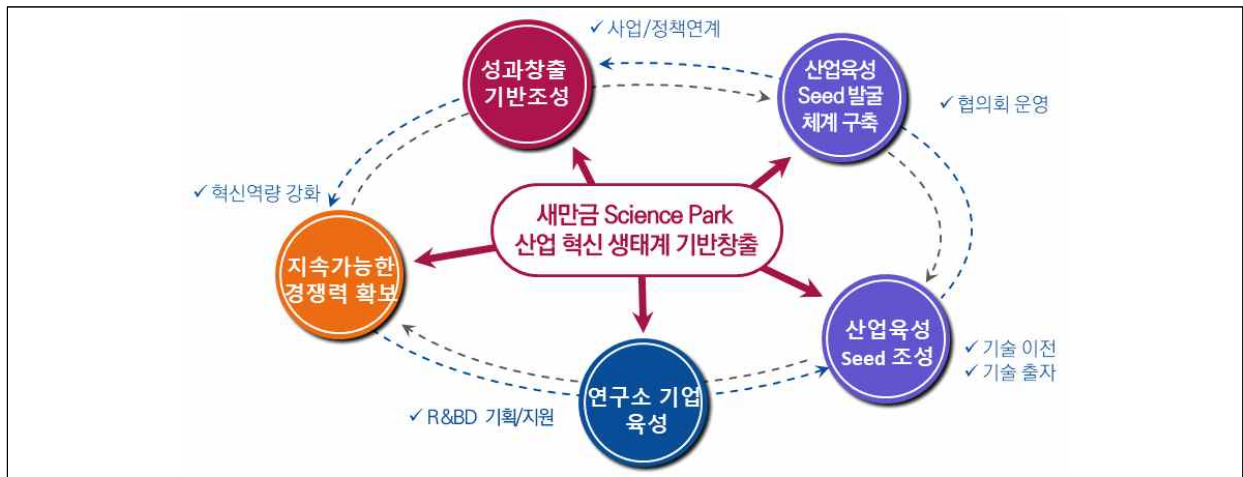 ✓ 사업/정책연계
성과창출
기반조성
산업육성
Seed 발굴
체계 구축
✓ 협의회 운영
✓ 혁신역량 강화
새만금 Science Park
산업 혁신 생태계 기반창출
지속가능한
경쟁력 확보
산업육성
Seed 조성
✓ 기술 이전
✓ 기술 출자
연구소 기업
육성
✓ R&BD 기획/지원